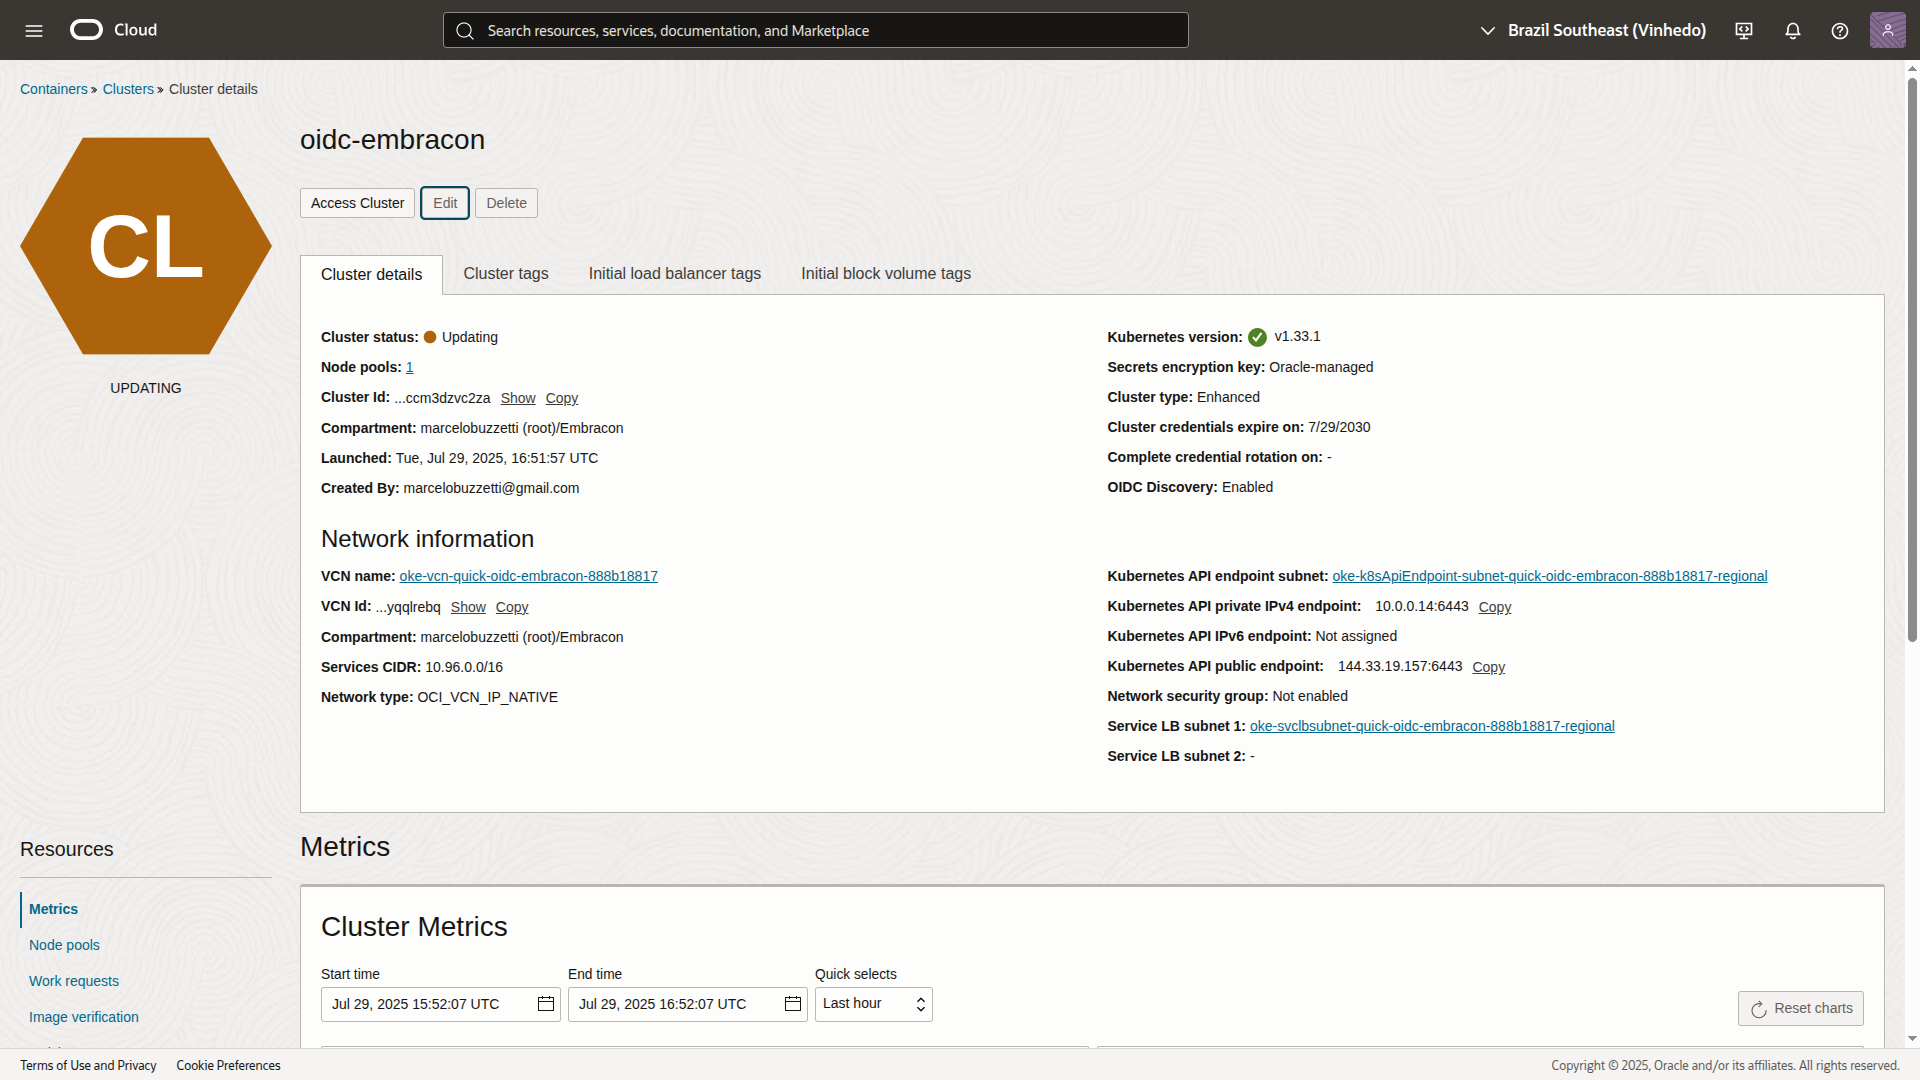 Cloud
Search resources, services, documentation, and Marketplace
Brazil Southeast (Vinhedo)
Containers » Clusters » Cluster details
CL
UPDATING
oidc-embracon
Access Cluster
Edit
Delete
Cluster details
Cluster tags
Initial load balancer tags
Initial block volume tags
Cluster status: Updating
Node pools: 1
Cluster Id: ...ccm3dzvc2za Show Copy
Compartment: marcelobuzzetti (root)/Embracon
Launched: Tue, Jul 29, 2025, 16:51:57 UTC
Created By: marcelobuzzetti@gmail.com
Kubernetes version: v1.33.1
Secrets encryption key: Oracle-managed
Cluster type: Enhanced
Cluster credentials expire on: 7/29/2030
Complete credential rotation on: -
OIDC Discovery: Enabled
Network information
VCN name: oke-vcn-quick-oidc-embracon-888b18817
VCN Id: ...yqqlrebq Show Copy
Compartment: marcelobuzzetti (root)/Embracon
Services CIDR: 10.96.0.0/16
Network type: OCI_VCN_IP_NATIVE
Kubernetes API endpoint subnet: oke-k8sApiEndpoint-subnet-quick-oidc-embracon-888b18817-regional
Kubernetes API private IPv4 endpoint: 10.0.0.14:6443 Copy
Kubernetes API IPv6 endpoint: Not assigned
Kubernetes API public endpoint: 144.33.19.157:6443 Copy
Network security group: Not enabled
Service LB subnet 1: oke-svclbsubnet-quick-oidc-embracon-888b18817-regional
Service LB subnet 2: -
Resources
Metrics
Node pools
Work requests
Image verification
Metrics
Cluster Metrics
Start time
Jul 29, 2025 15:52:07 UTC
End time
Jul 29, 2025 16:52:07 UTC
Quick selects
Last hour
Reset charts
Terms of Use and Privacy
Cookie Preferences
Copyright © 2025, Oracle and/or its affiliates. All rights reserved.